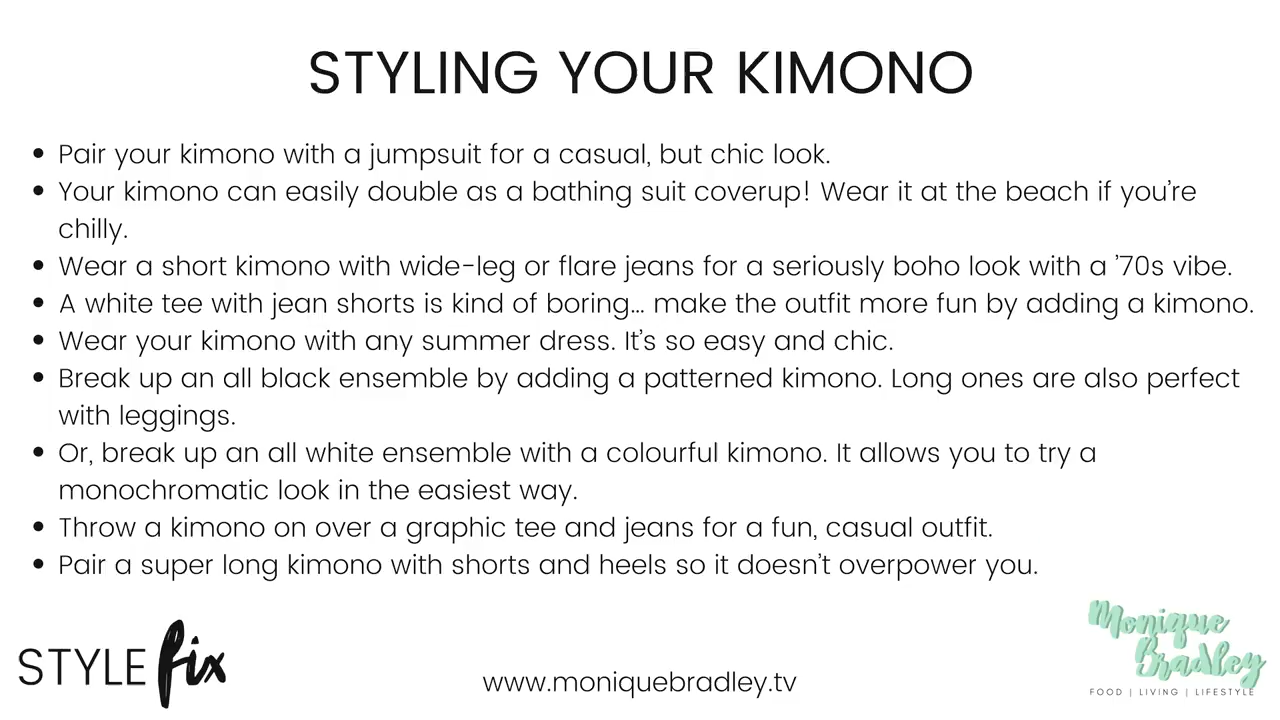 STYLING YOUR KIMONO
• Pair your kimono with a jumpsuit for a casual, but chic look.
• Your kimono can easily double as a bathing suit coverup! Wear it at the beach if you're
chilly.
• Wear a short kimono with wide-leg or flare jeans for a seriously boho look with a '70s vibe.
• A white tee with jean shorts is kind of boring... make the outfit more fun by adding a kimono.
• Wear your kimono with any summer dress. It's so easy and chic.
• Break up an all black ensemble by adding a patterned kimono. Long ones are also perfect
with leggings.
• Or, break up an all white ensemble with a colourful kimono. It allows you to try a
monochromatic look in the easiest way.
• Throw a kimono on over a graphic tee and jeans for a fun, casual outfit.
• Pair a super long kimono with shorts and heels so it doesn't overpower you.
STYLE fix
www.moniquebradley.tv
Monique
Bradley
FOOD | LIVING | LIFESTYLE